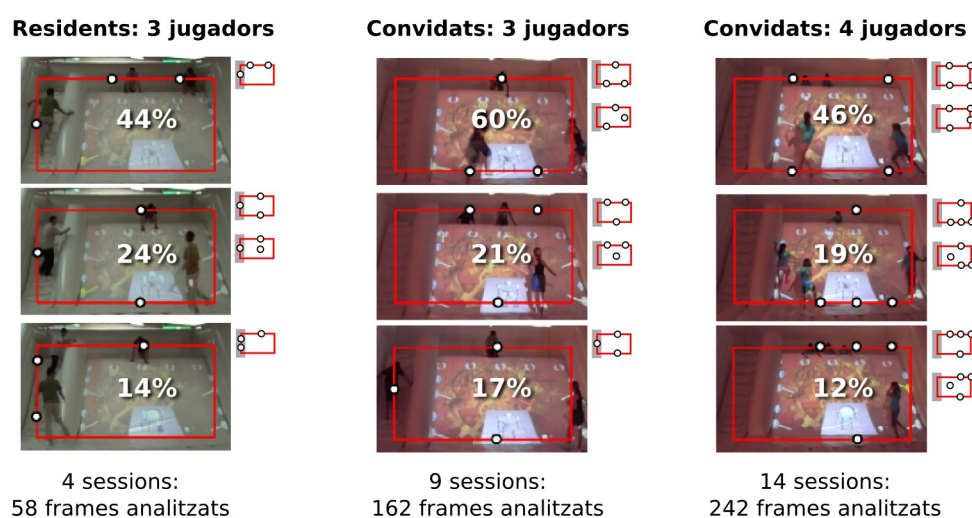 Residents: 3 jugadors
Convidats: 3 jugadors
Convidats: 4 jugadors
44%
60%
46%
24%
21%
19%
14%
17%
12%
4 sessions:
58 frames analitzats
9 sessions:
162 frames analitzats
14 sessions:
242 frames analitzats